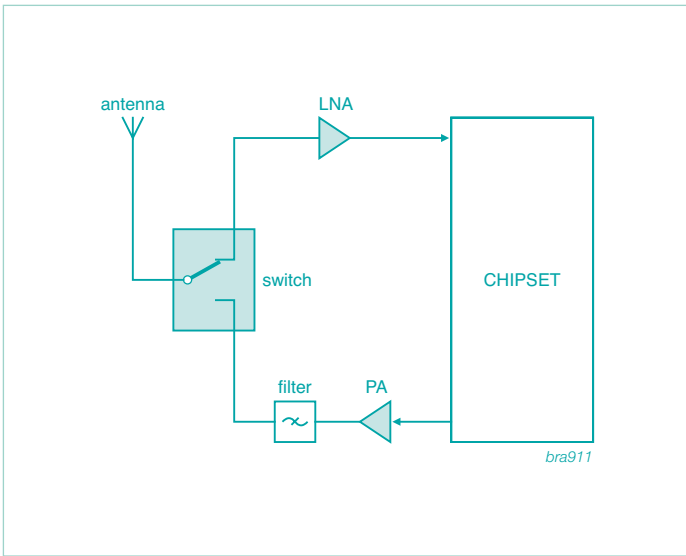 antenna
LNA
switch
CHIPSET
filter
PA
bra911